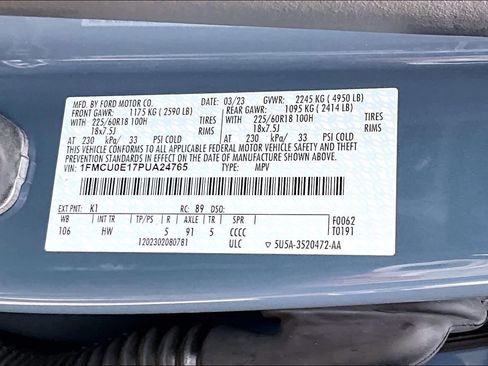 MFD. BY FORD MOTOR CO.
03/23 GVWR: 2245 KG ( 4950 LB)
FRONT GAWR: 1175 KG ( 2590 LB) REAR GAWR: 1095 KG ( 2414 LB)
WITH 225/60R18 100H TIRES WITH 225/60R18 100H TIRES
18x7.5J RIMS 18x7.5J RIMS
AT 230 kPa/ 33 PSI COLD AT 230 kPa/ 33 PSI COLD
THIS VEHICLE CONFORMS TO ALL APPLICABLE FEDERAL MOTOR VEHICLE SAFETY, BUMPER, AND THEFT
PREVENTION STANDARDS IN EFFECT ON THE DATE OF MANUFACTURE SHOWN ABOVE.
VIN: 1FMCU0E17PUA24765 TYPE: MPV
EXT PNT: K1 RC: 89 DSO:
WB INT TR TP/PS R AXLE TR SPR F0062
106 HW 5 91 5 CCCC T0191
1202302080781 ULC 5U5A-3520472-AA